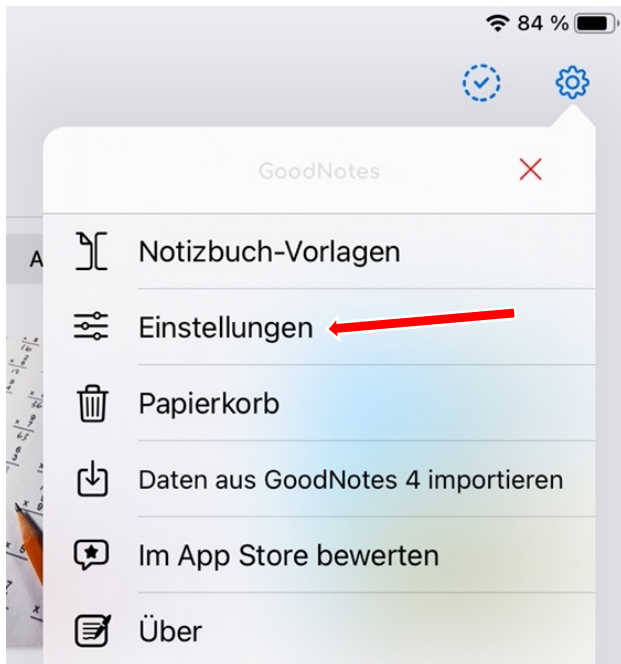 84 %
GoodNotes
Notizbuch-Vorlagen
A
Einstellungen
Papierkorb
Daten aus GoodNotes 4 importieren
Im App Store bewerten
Über